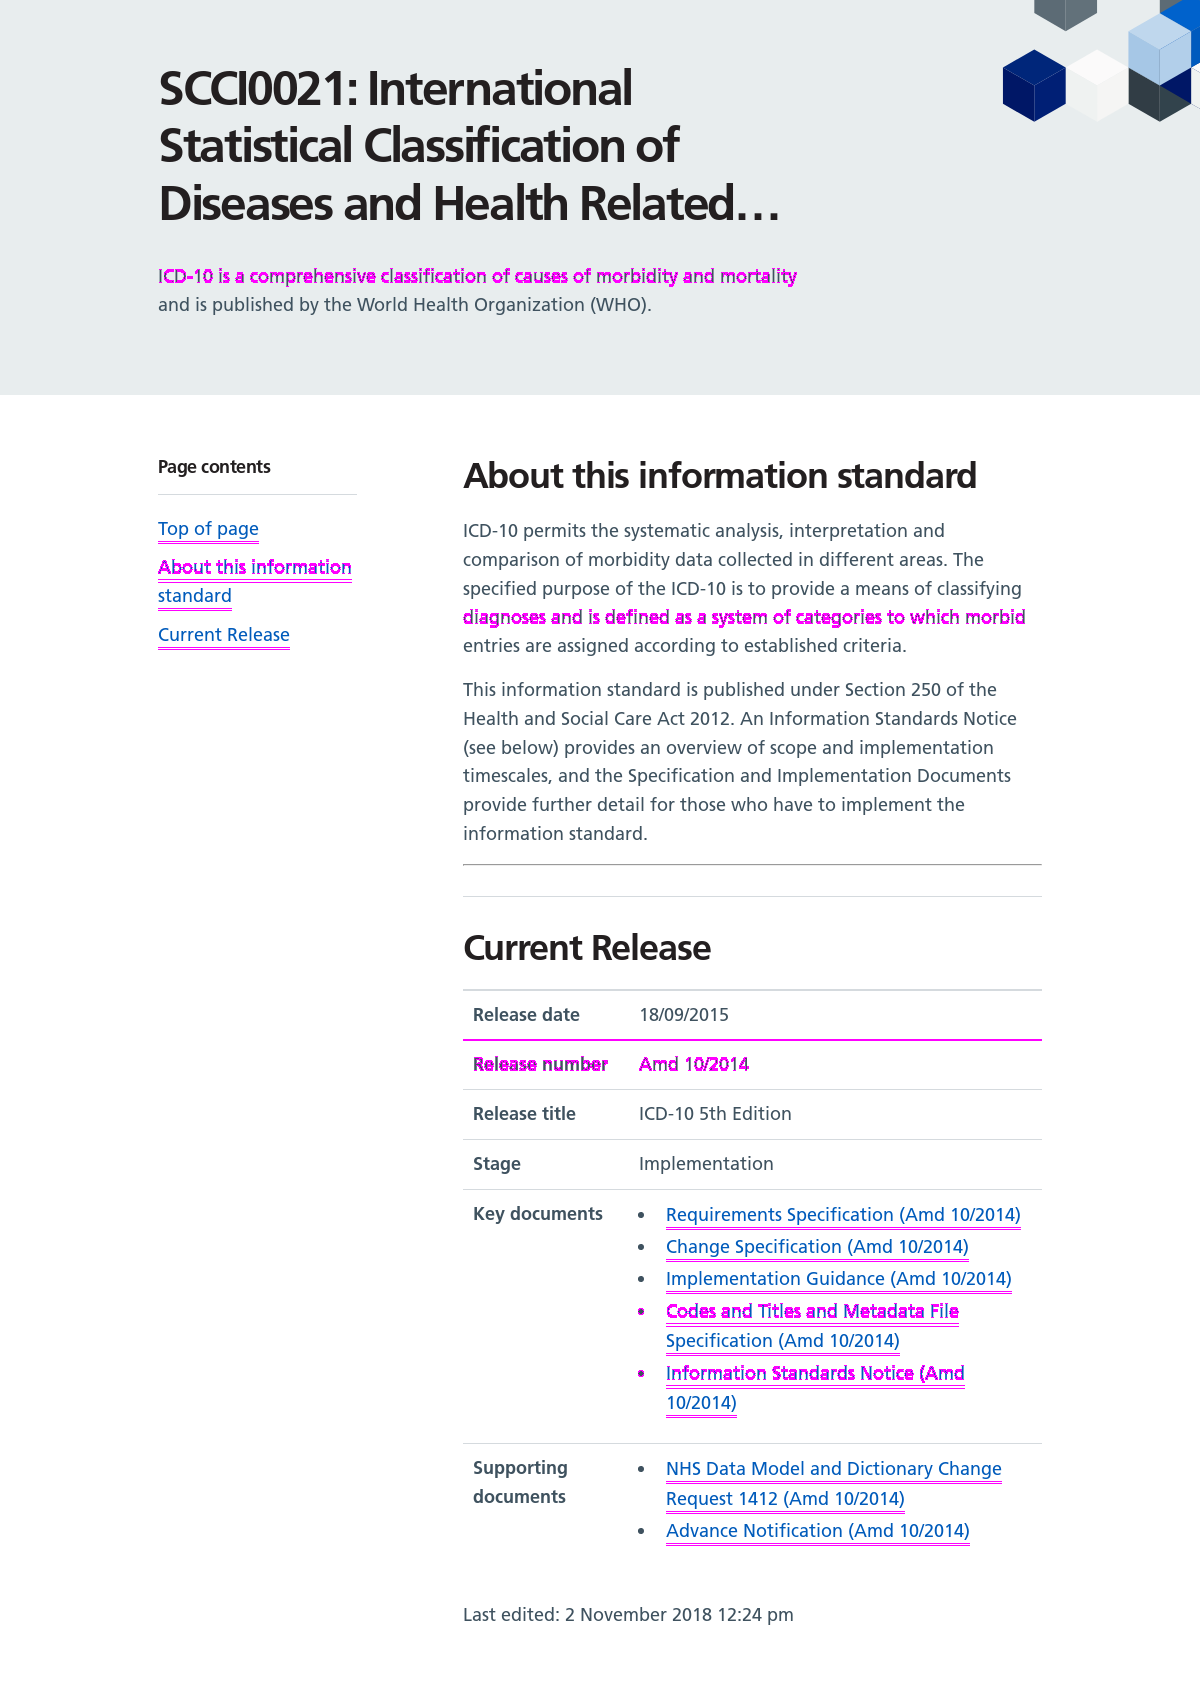 SCCI0021: International
Statistical Classification of
Diseases and Health Related…
ICD-10 is a comprehensive classification of causes of morbidity and mortality
and is published by the World Health Organization (WHO).
Page contents
Top of page
About this information
standard
Current Release
About this information standard
ICD-10 permits the systematic analysis, interpretation and
comparison of morbidity data collected in different areas. The
specified purpose of the ICD-10 is to provide a means of classifying
diagnoses and is defined as a system of categories to which morbid
entries are assigned according to established criteria.
This information standard is published under Section 250 of the
Health and Social Care Act 2012. An Information Standards Notice
(see below) provides an overview of scope and implementation
timescales, and the Specification and Implementation Documents
provide further detail for those who have to implement the
information standard.
Current Release
Release date 18/09/2015
Release number Amd 10/2014
Release title ICD-10 5th Edition
Stage Implementation
Key documents • Requirements Specification (Amd 10/2014)
• Change Specification (Amd 10/2014)
• Implementation Guidance (Amd 10/2014)
• Codes and Titles and Metadata File
Specification (Amd 10/2014)
• Information Standards Notice (Amd
10/2014)
Supporting • NHS Data Model and Dictionary Change
documents Request 1412 (Amd 10/2014)
• Advance Notification (Amd 10/2014)
Last edited: 2 November 2018 12:24 pm